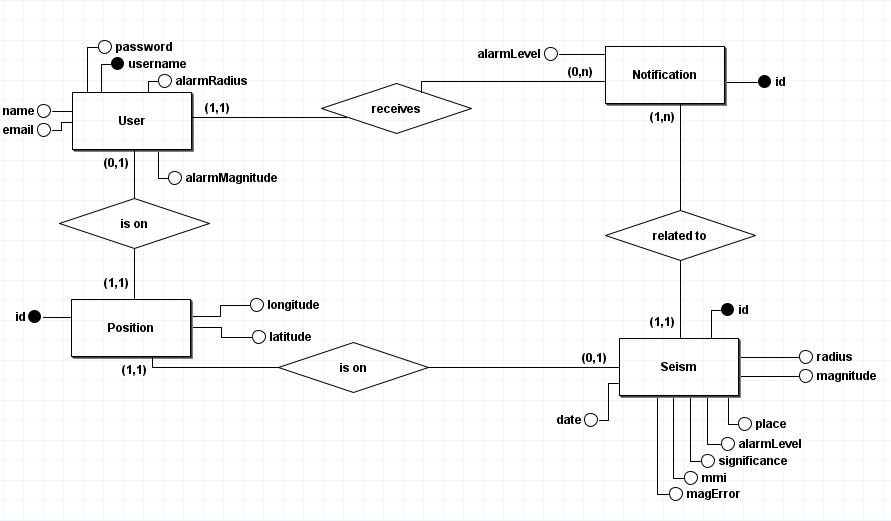 password
username
alarmRadius
name
email
User
(1,1)
receives
alarmLevel
(0,n)
Notification
id
(0,1)
alarmMagnitude
(1,n)
is on
related to
(1,1)
id
Position
longitude
latitude
(1,1)
is on
(0,1)
(1,1)
id
Seism
radius
magnitude
date
place
alarmLevel
significance
mmi
magError